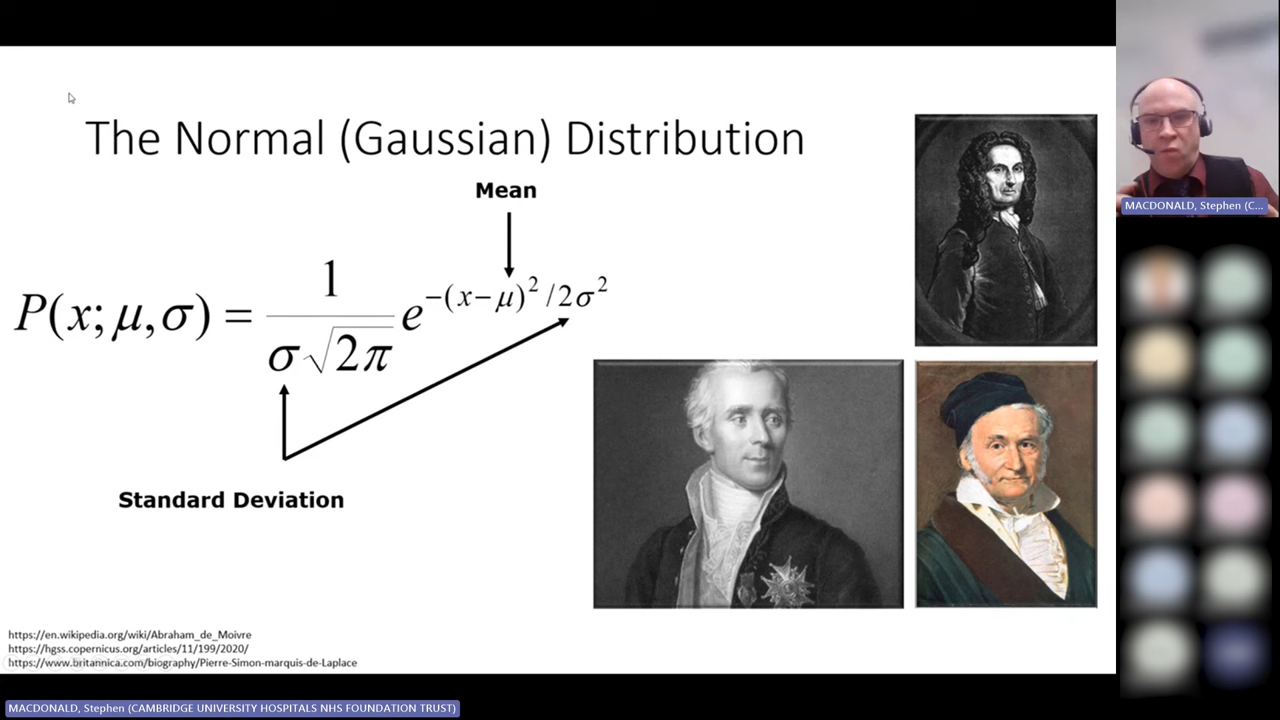 The Normal (Gaussian) Distribution
Mean
P(x; μ, σ) = 1 / (σ√2π) e^−(x−μ)²/2σ²
Standard Deviation
https://en.wikipedia.org/wiki/Abraham_de_Moivre
https://hgss.copernicus.org/articles/11/199/2020/
https://www.britannica.com/biography/Pierre-Simon-marquis-de-Laplace
MACDONALD, Stephen (C...
MACDONALD, Stephen (CAMBRIDGE UNIVERSITY HOSPITALS NHS FOUNDATION TRUST)